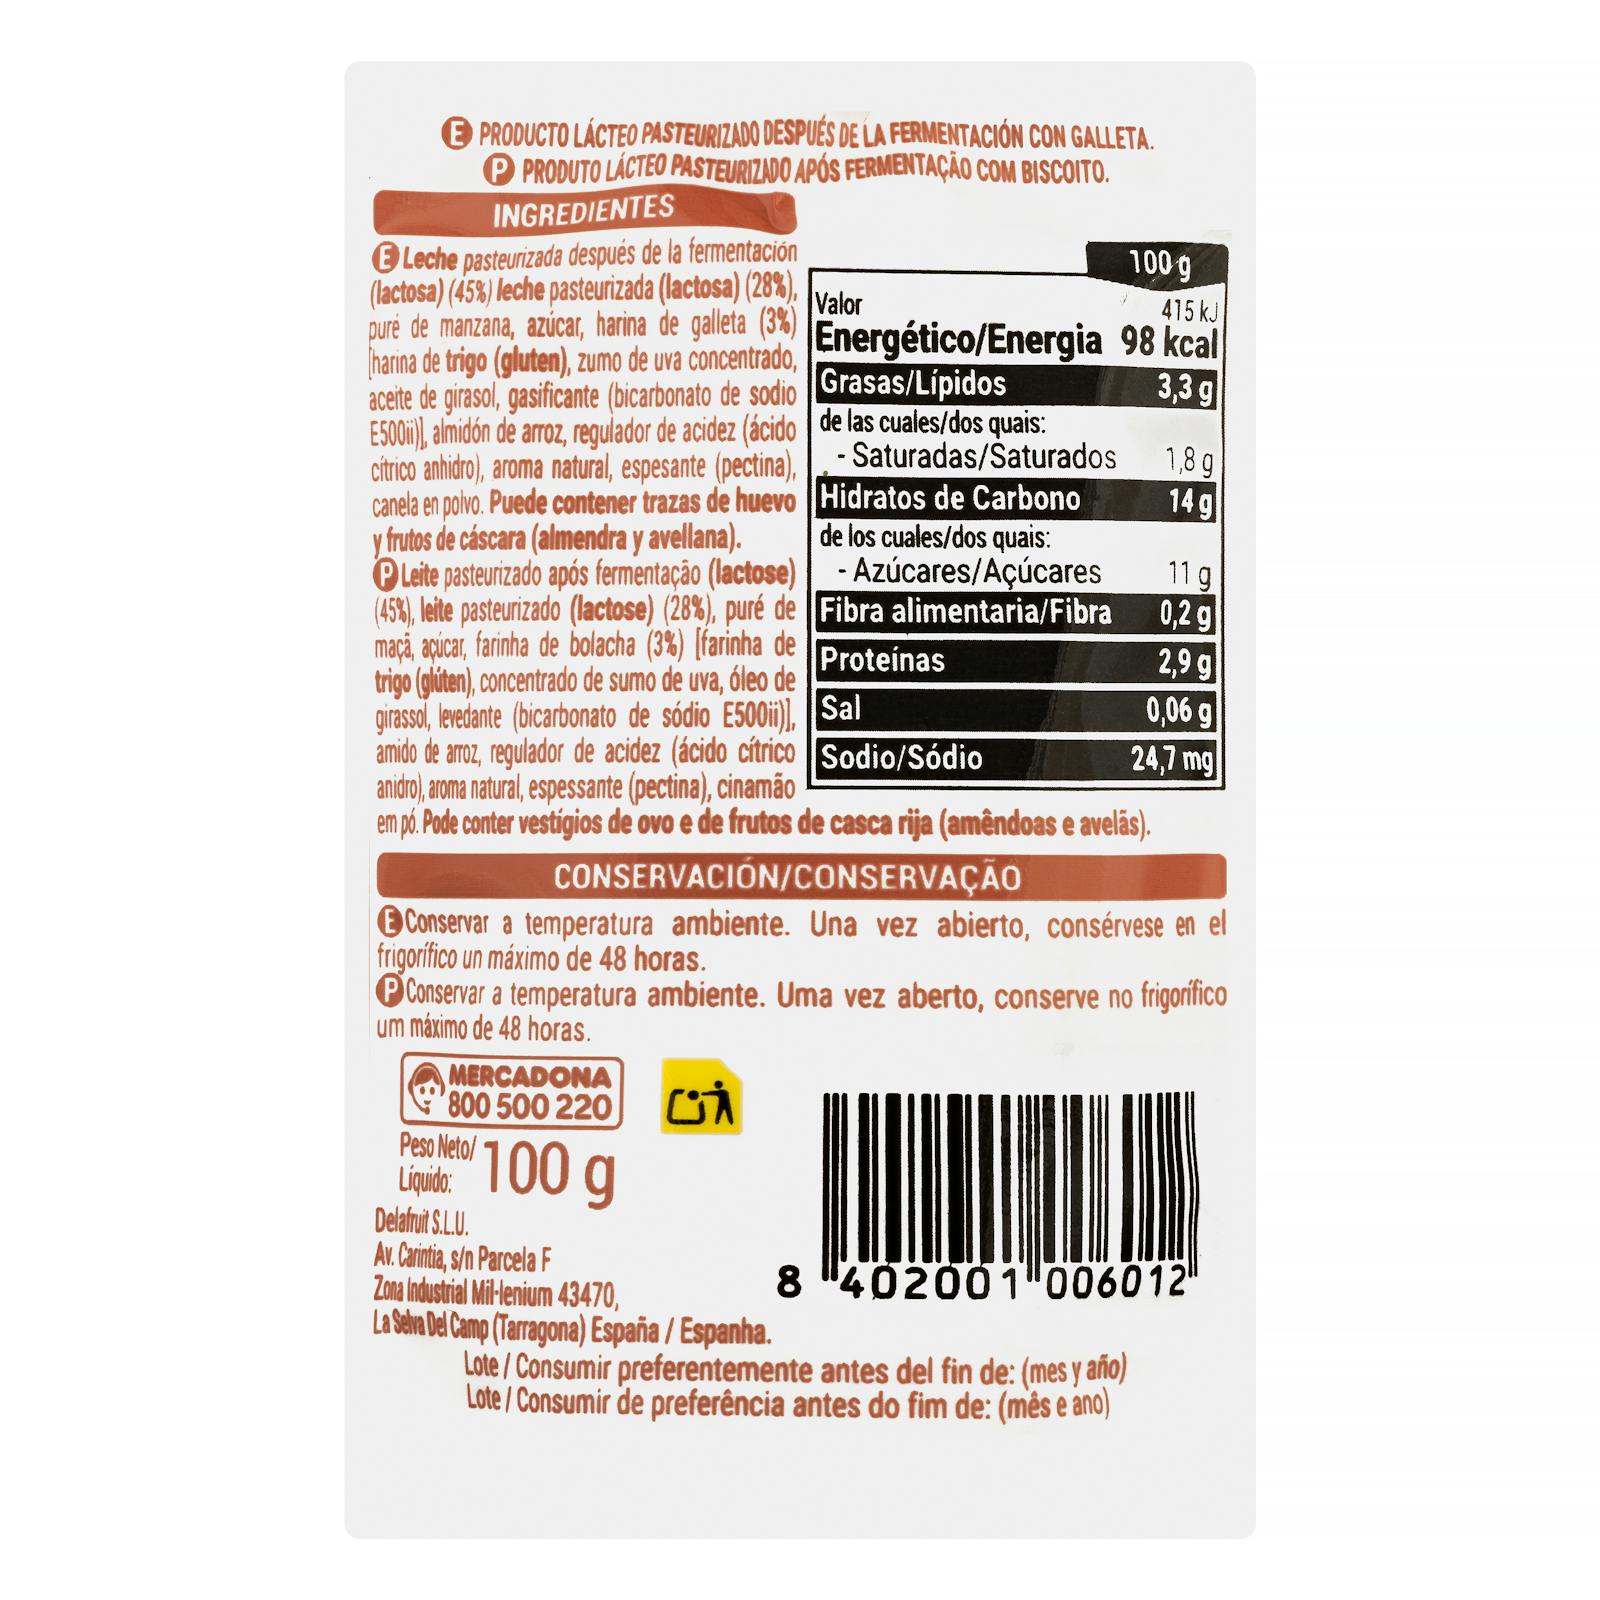 E PRODUCTO LÁCTEO PASTEURIZADO DESPUÉS DE LA FERMENTACIÓN CON GALLETA.
P PRODUTO LÁCTEO PASTEURIZADO APÓS FERMENTAÇÃO COM BISCOITO.
INGREDIENTES
E Leche pasteurizada después de la fermentación
(lactosa) (45%) leche pasteurizada (lactosa) (28%),
puré de manzana, azúcar, harina de galleta (3%)
[harina de trigo (gluten), zumo de uva concentrado,
aceite de girasol, gasificante (bicarbonato de sodio
E500ii)], almidón de arroz, regulador de acidez (ácido
cítrico anhidro), aroma natural, espesante (pectina),
canela en polvo. Puede contener trazas de huevo
y frutos de cáscara (almendra y avellana).
P Leite pasteurizado após fermentação (lactose)
(45%), leite pasteurizado (lactose) (28%), puré de
maçã, açúcar, farinha de bolacha (3%) [farinha de
trigo (glúten), concentrado de sumo de uva, óleo de
girassol, levedante (bicarbonato de sódio E500ii)],
amido de arroz, regulador de acidez (ácido cítrico
anidro), aroma natural, espessante (pectina), cinamão
em pó. Pode conter vestígios de ovo e de frutos de casca rija (amêndoas e avelãs).
100 g
Valor 415 kJ
Energético/Energia 98 kcal
Grasas/Lípidos 3,3 g
de las cuales/dos quais:
- Saturadas/Saturados 1,8 g
Hidratos de Carbono 14 g
de los cuales/dos quais:
- Azúcares/Açúcares 11 g
Fibra alimentaria/Fibra 0,2 g
Proteínas 2,9 g
Sal 0,06 g
Sodio/Sódio 24,7 mg
CONSERVACIÓN/CONSERVAÇÃO
E Conservar a temperatura ambiente. Una vez abierto, consérvese en el
frigorífico un máximo de 48 horas.
P Conservar a temperatura ambiente. Uma vez aberto, conserve no frigorífico
um máximo de 48 horas.
MERCADONA
800 500 220
Peso Neto/
Líquido: 100 g
Delafruit S.L.U.
Av. Carintia, s/n Parcela F
Zona Industrial Mil·lenium 43470,
La Selva Del Camp (Tarragona) España / Espanha.
8 402001 006012
Lote / Consumir preferentemente antes del fin de: (mes y año)
Lote / Consumir de preferência antes do fim de: (mês e ano)